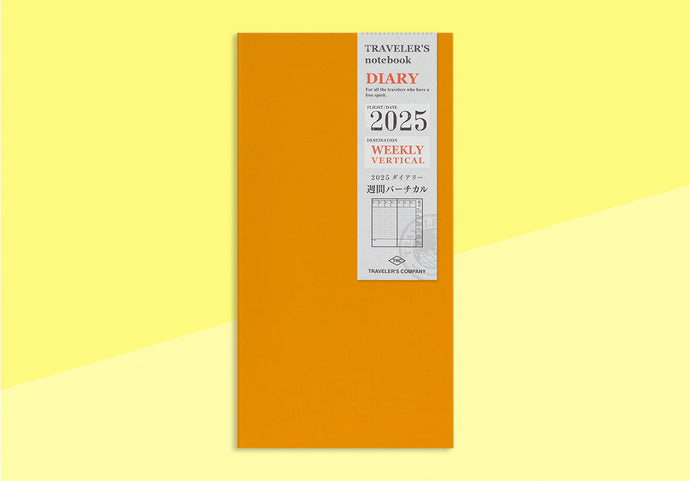 TRAVELER'S
notebook
DIARY
For all the travelers who have a
free spirit.
FLIGHT/DATE
2025
DESTINATION
WEEKLY
VERTICAL
2025 ダイアリー
週間バーチカル
TRC
TRAVELER'S COMPANY